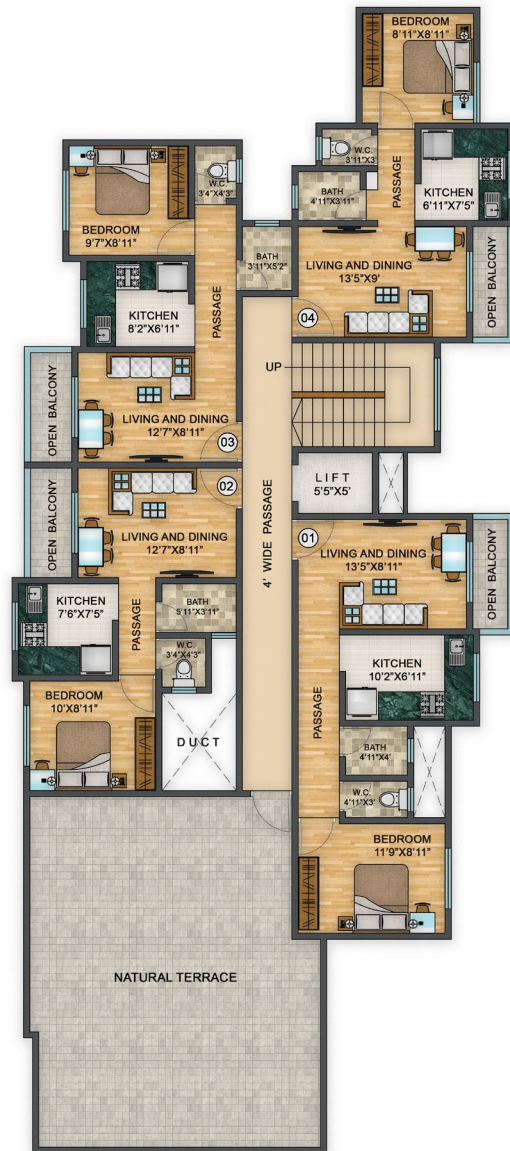 BEDROOM
8'11"X8'11"
W.C.
3'11"X3'
PASSAGE
KITCHEN
6'11"X7'5"
BATH
4'11"X3'11"
LIVING AND DINING
13'5"X9'
OPEN BALCONY
04
W.C.
3'4"X4'3"
BEDROOM
9'7"X8'11"
BATH
3'11"X5'2"
KITCHEN
8'2"X6'11"
PASSAGE
OPEN BALCONY
LIVING AND DINING
12'7"X8'11"
03
UP
LIFT
5'5"X5'
4' WIDE PASSAGE
02
OPEN BALCONY
LIVING AND DINING
12'7"X8'11"
KITCHEN
7'6"X7'5"
PASSAGE
BATH
5'11"X3'11"
W.C.
3'4"X4'3"
BEDROOM
10'X8'11"
DUCT
01
LIVING AND DINING
13'5"X8'11"
OPEN BALCONY
KITCHEN
10'2"X6'11"
PASSAGE
BATH
4'11"X4'
W.C.
4'11"X3'
BEDROOM
11'9"X8'11"
NATURAL TERRACE